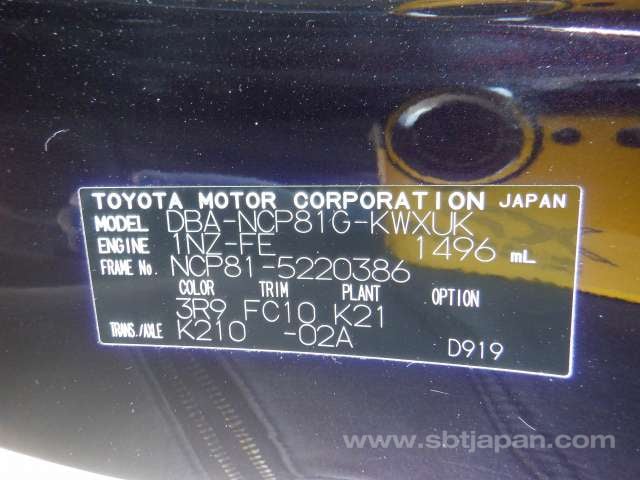 TOYOTA MOTOR CORPORATION JAPAN
MODEL DBA-NCP81G-KWXUK
ENGINE 1NZ-FE 1496 mL
FRAME No. NCP81-5220386
COLOR TRIM PLANT OPTION
3R9 FC10 K21
TRANS./AXLE K210 -02A
D919
www.sbtjapan.com